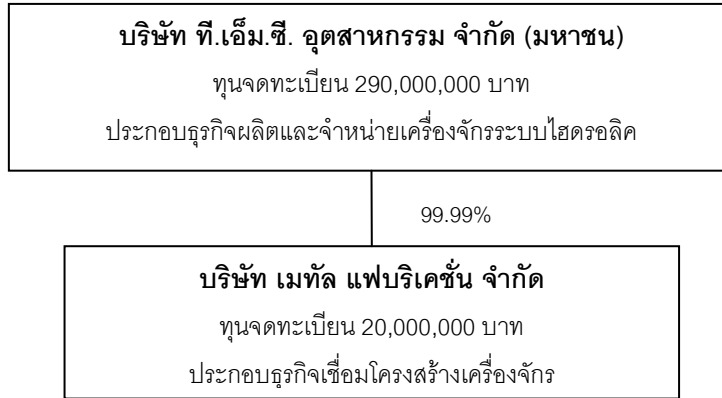 บริษัท ที.เอ็ม.ซี. อุตสาหกรรม จำกัด (มหาชน)
ทุนจดทะเบียน 290,000,000 บาท
ประกอบธุรกิจผลิตและจำหน่ายเครื่องจักรระบบไฮดรอลิค
99.99%
บริษัท เมทัล แฟบริเคชั่น จำกัด
ทุนจดทะเบียน 20,000,000 บาท
ประกอบธุรกิจเชื่อมโครงสร้างเครื่องจักร